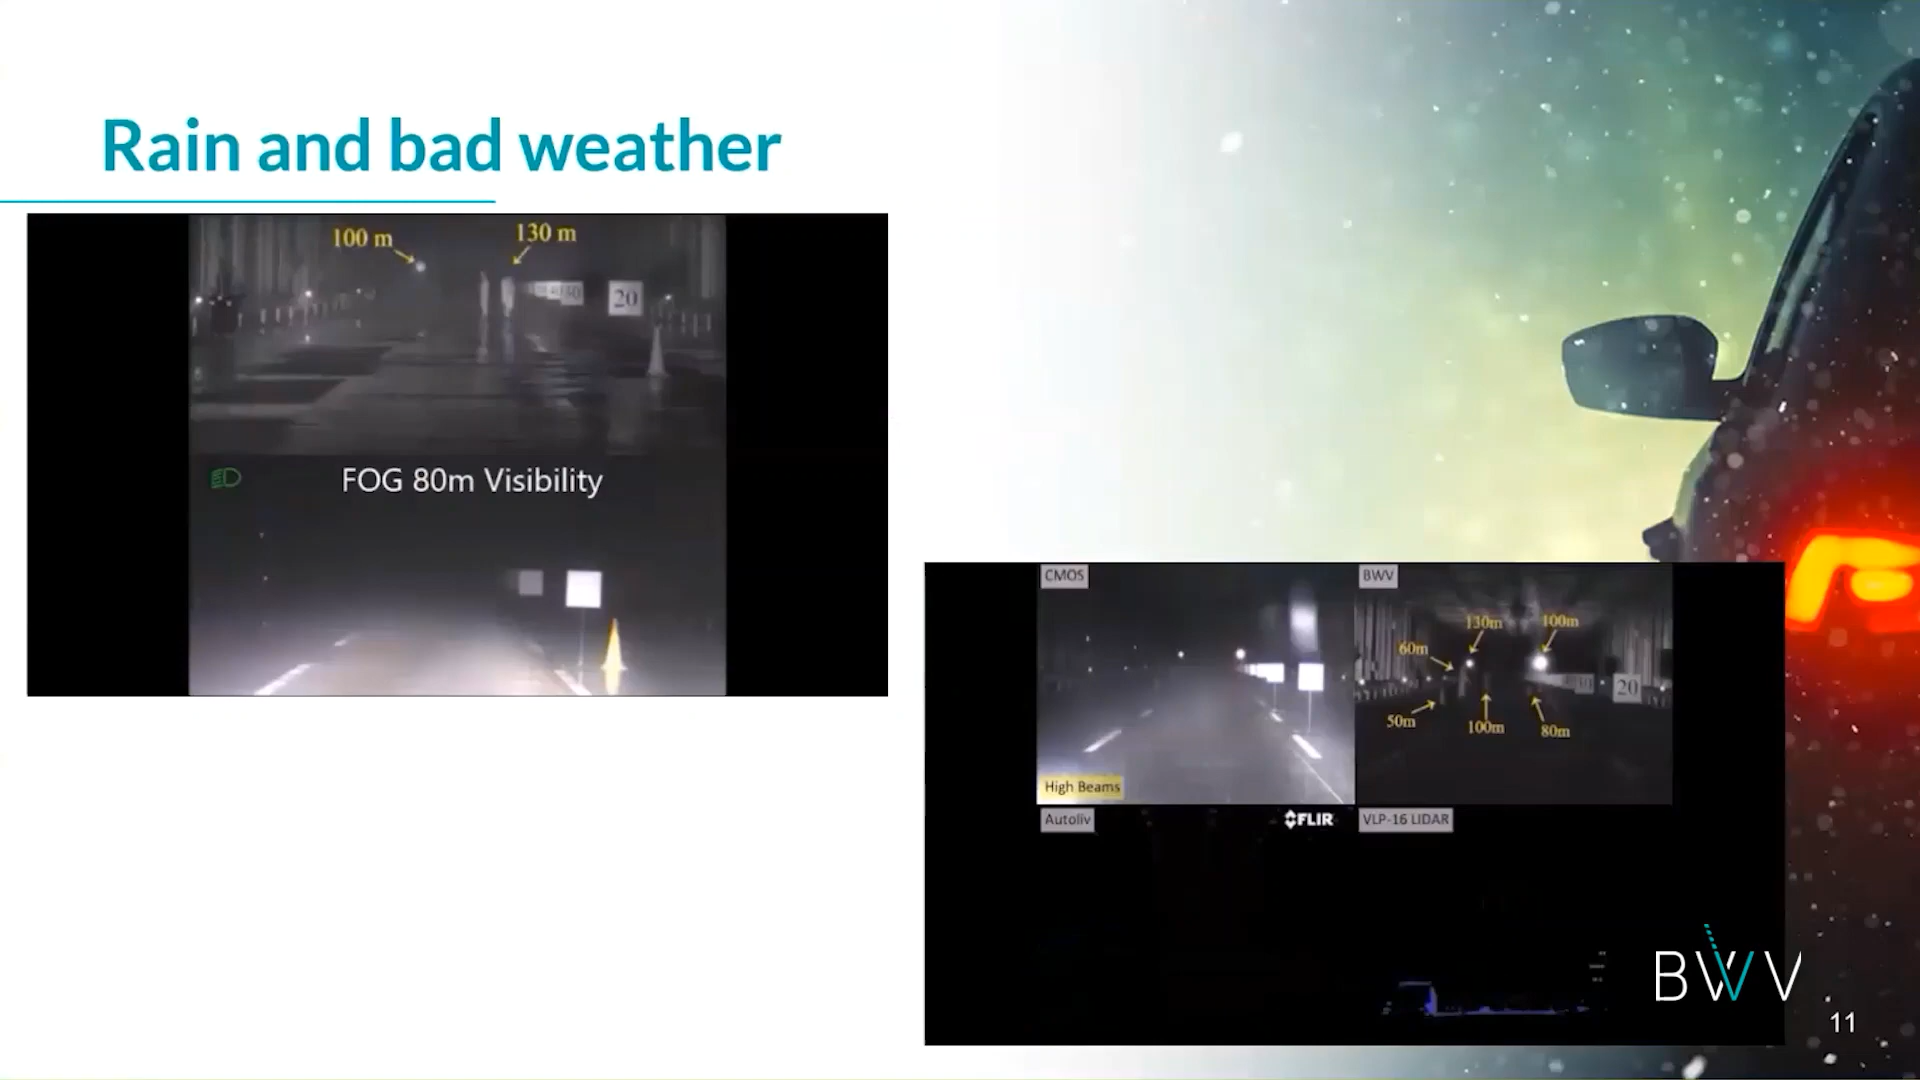 Rain and bad weather
100 m
130 m
20
FOG 80m Visibility
CMOS
BWV
130m
100m
60m
20
50m
100m
80m
High Beams
Autoliv
FLIR
VLP-16 LIDAR
BWV
11